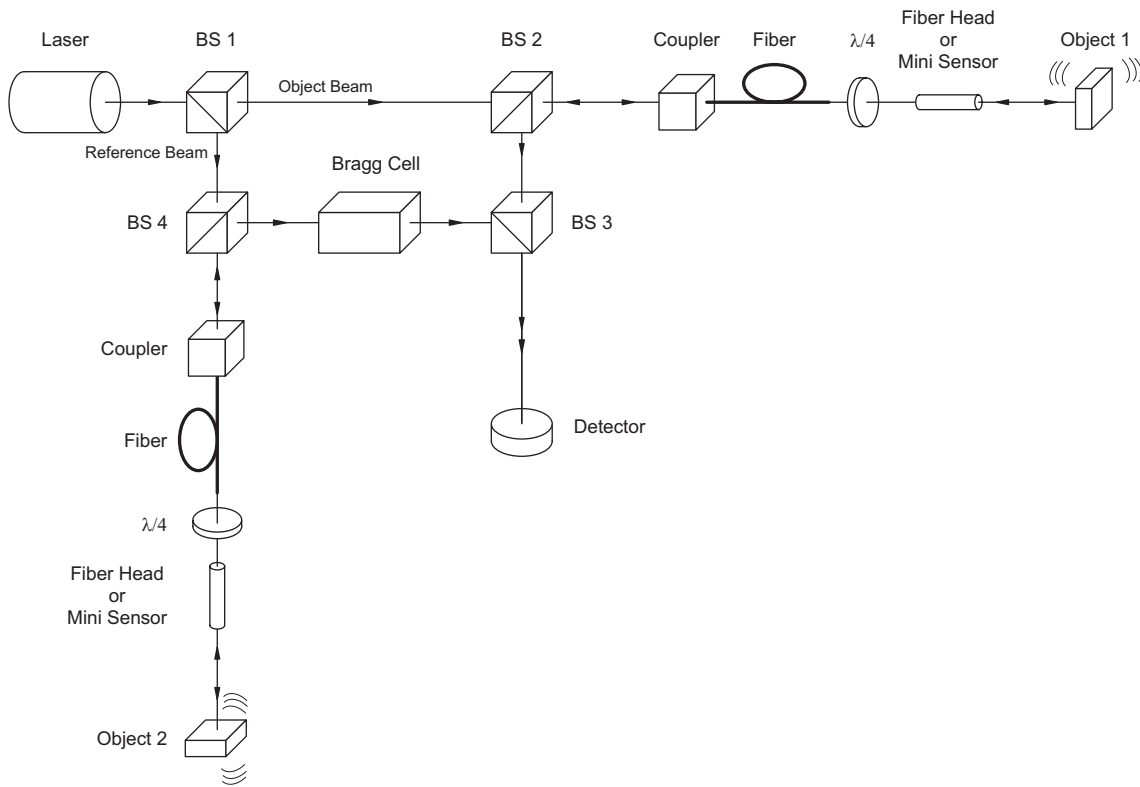 Laser
BS 1
BS 2
Coupler
Fiber
λ/4
Fiber Head
or
Mini Sensor
Object 1
Object Beam
Reference Beam
Bragg Cell
BS 4
BS 3
Coupler
Detector
Fiber
λ/4
Fiber Head
or
Mini Sensor
Object 2